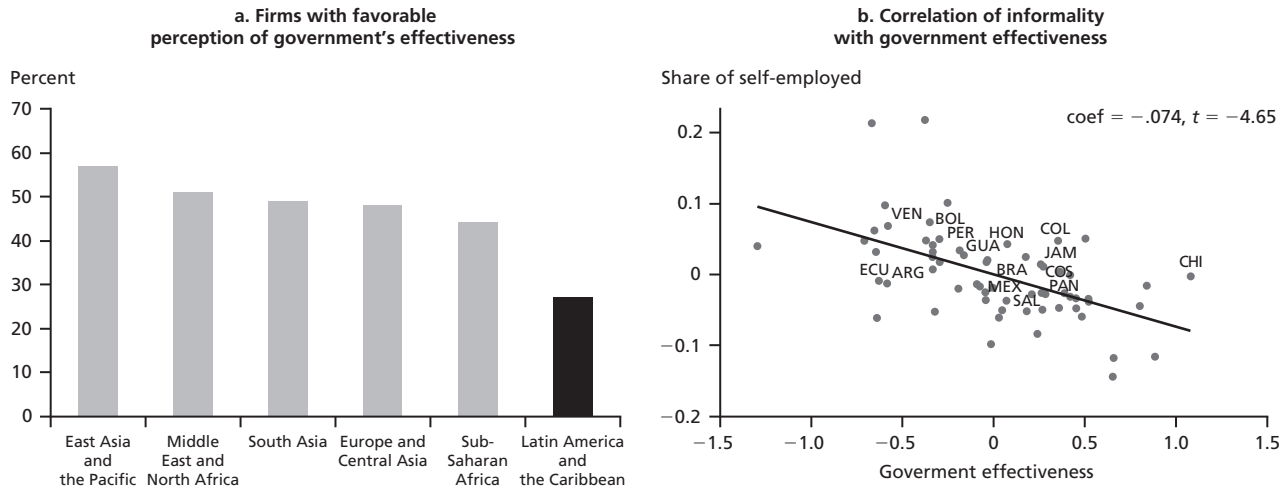 a. Firms with favorable
perception of government's effectiveness
Percent
70
60
50
40
30
20
10
0
East Asia
and
the Pacific
Middle
East and
North Africa
South Asia
Europe and
Central Asia
Sub-
Saharan
Africa
Latin America
and
the Caribbean
b. Correlation of informality
with government effectiveness
Share of self-employed
coef = −.074, t = −4.65
0.2
0.1
0
−0.1
−0.2
VEN
BOL
PER
HON
COL
GUA
JAM
CHI
ECU
ARG
BRA
COS
MEX
PAN
SAL
−1.5
−1.0
−0.5
0
0.5
1.0
1.5
Goverment effectiveness